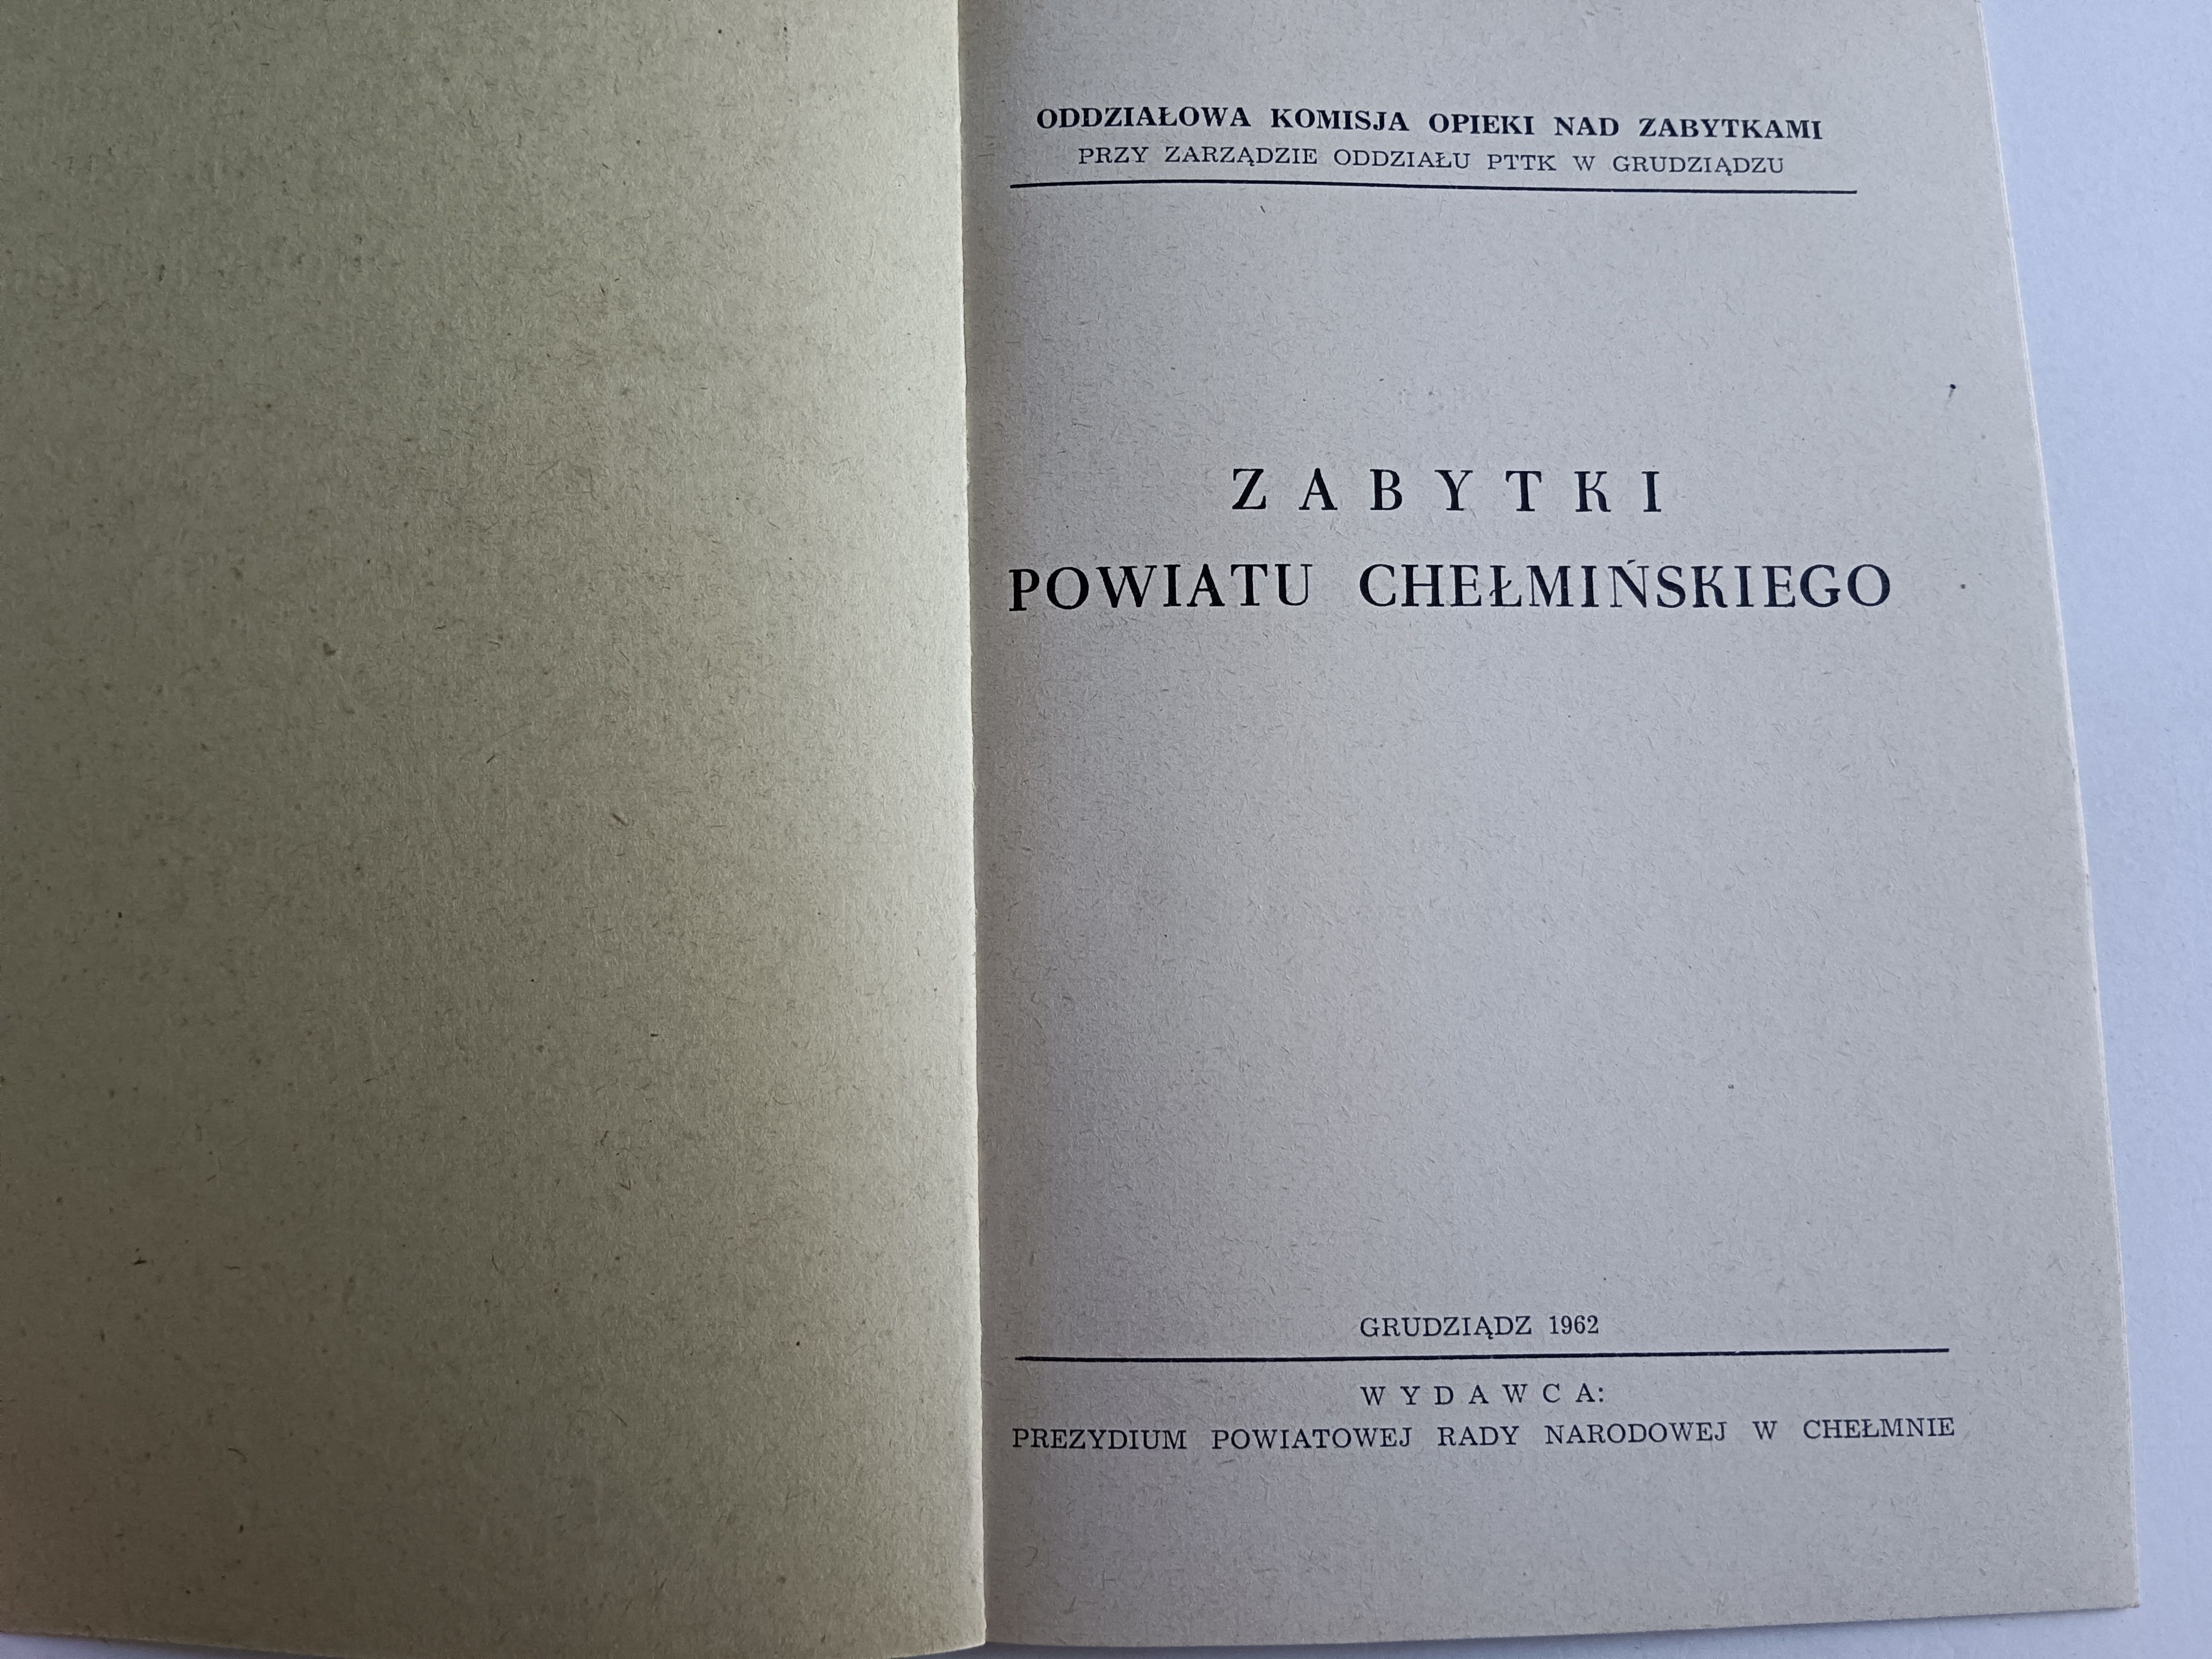 ODDZIAŁOWA KOMISJA OPIEKI NAD ZABYTKAMI
PRZY ZARZĄDZIE ODDZIAŁU PTTK W GRUDZIĄDZU
ZABYTKI
POWIATU CHEŁMIŃSKIEGO
GRUDZIĄDZ 1962
WYDAWCA:
PREZYDIUM POWIATOWEJ RADY NARODOWEJ W CHEŁMNIE